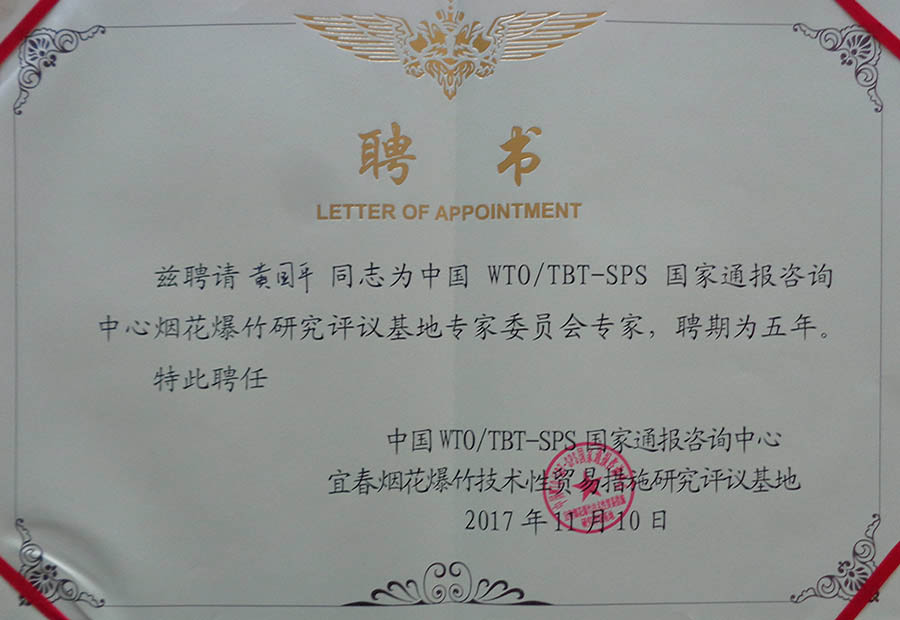 聘书
LETTER OF APPOINTMENT
兹聘请 黄国平 同志为中国 WTO/TBT-SPS 国家通报咨询
中心烟花爆竹研究评议基地专家委员会专家，聘期为五年。
特此聘任
中国WTO/TBT-SPS国家通报咨询中心
宜春烟花爆竹技术性贸易措施研究评议基地
2017年11月10日